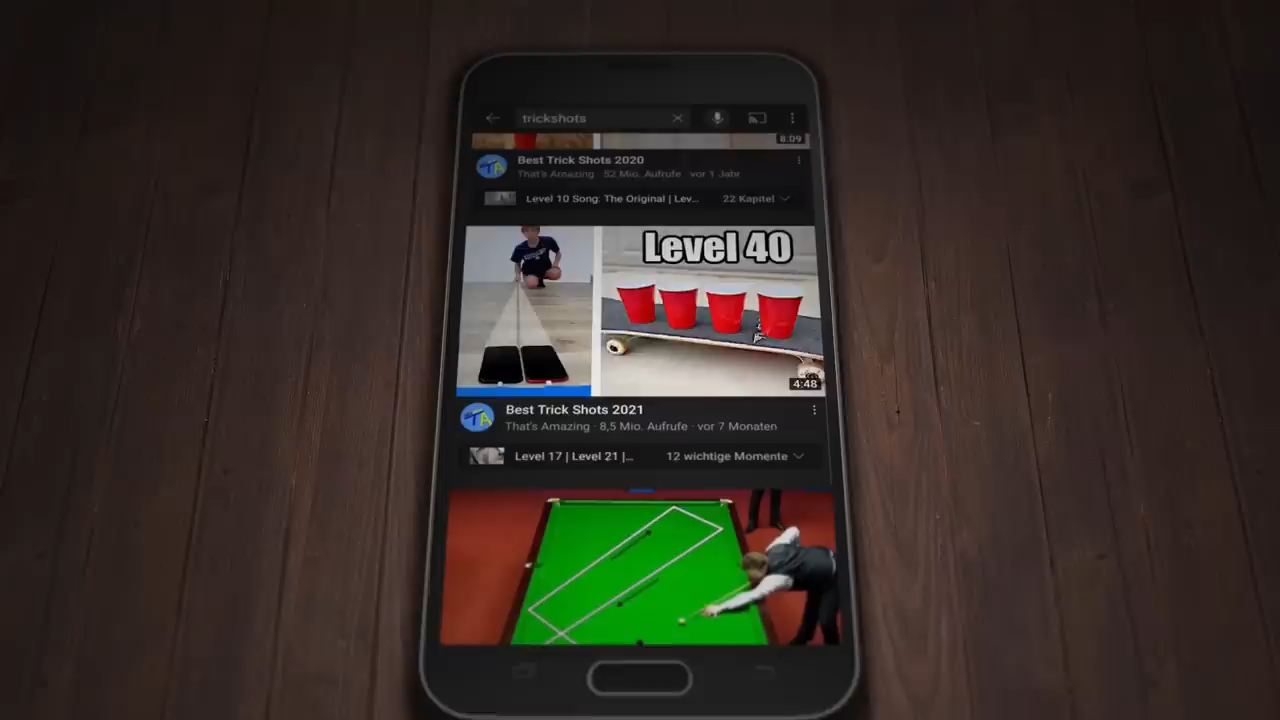 trickshots
8:09
Best Trick Shots 2020
That's Amazing · 52 Mio. Aufrufe · vor 1 Jahr
Level 10 Song: The Original | Lev... 22 Kapitel
Level 40
4:48
TA
Best Trick Shots 2021
That's Amazing · 8,5 Mio. Aufrufe · vor 7 Monaten
Level 17 | Level 21 |... 12 wichtige Momente